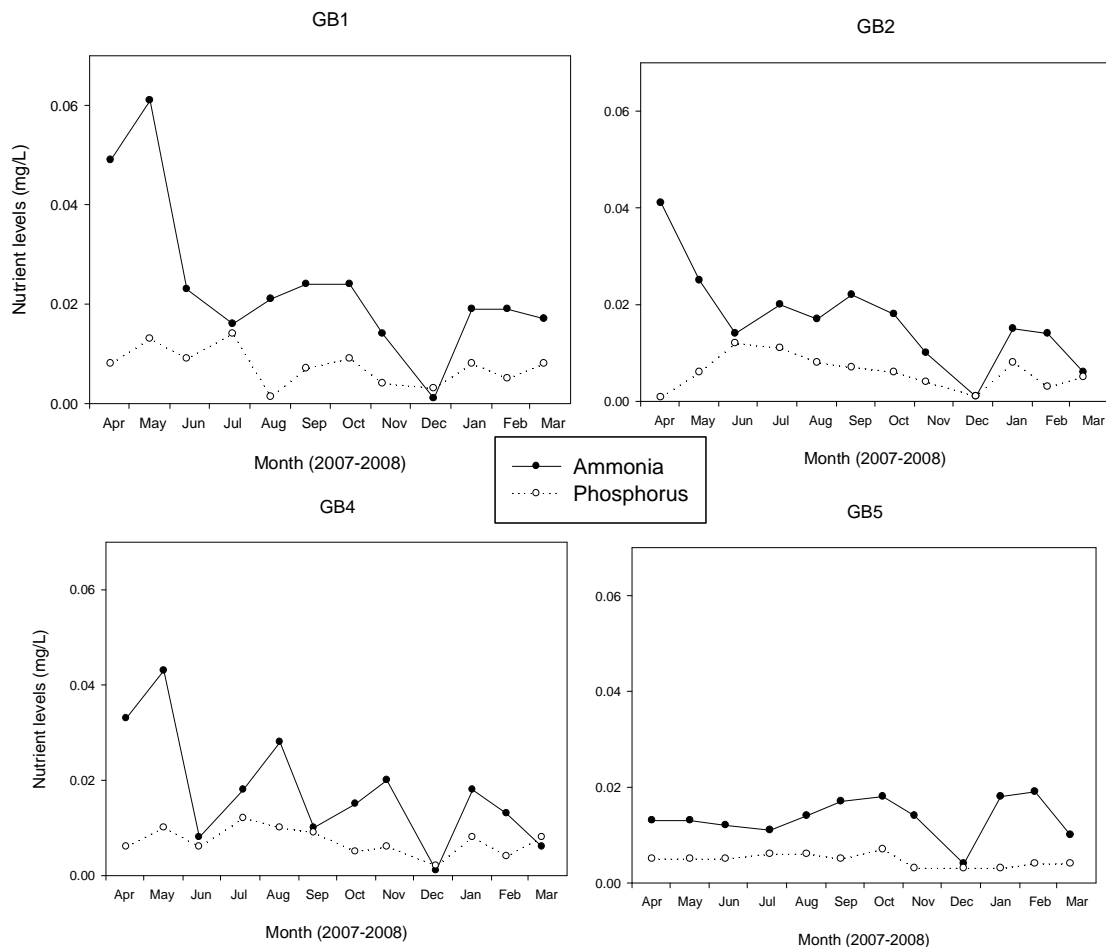 GB1
Nutrient levels (mg/L)
0.06
0.04
0.02
0.00
Apr May Jun Jul Aug Sep Oct Nov Dec Jan Feb Mar
Month (2007-2008)
GB2
0.06
0.04
0.02
0.00
Apr May Jun Jul Aug Sep Oct Nov Dec Jan Feb Mar
Month (2007-2008)
Ammonia
Phosphorus
GB4
Nutrient levels (mg/L)
0.06
0.04
0.02
0.00
Apr May Jun Jul Aug Sep Oct Nov Dec Jan Feb Mar
Month (2007-2008)
GB5
0.06
0.04
0.02
0.00
Apr May Jun Jul Aug Sep Oct Nov Dec Jan Feb Mar
Month (2007-2008)